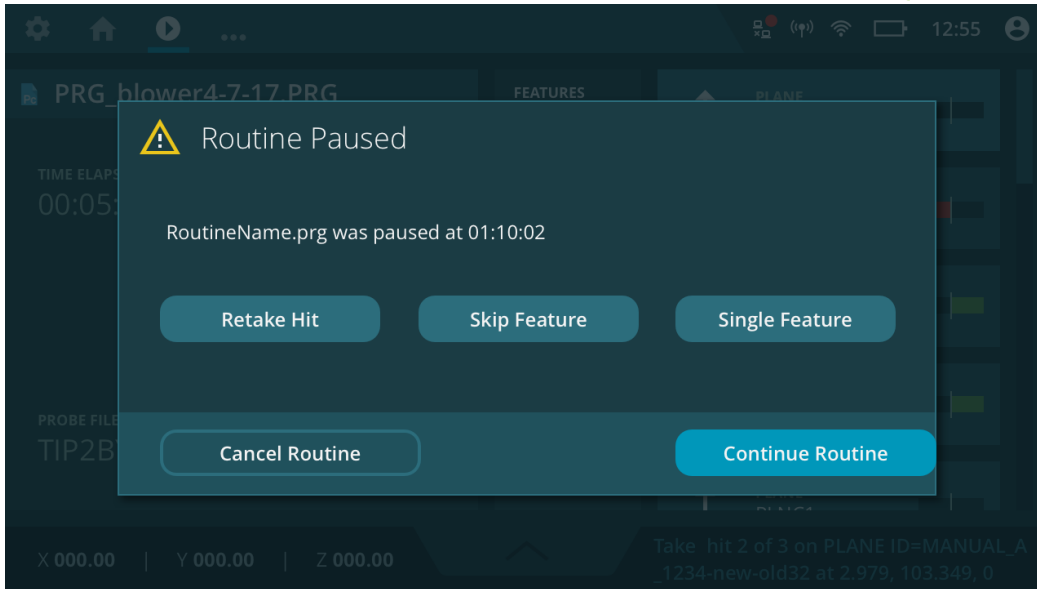 ... 12:55
Pc PRG_blower4-7-17.PRG
FEATURES
PLANE
Routine Paused
TIME ELAPS
00:05:
RoutineName.prg was paused at 01:10:02
Retake Hit Skip Feature Single Feature
PROBE FILE
TIP2B
Cancel Routine Continue Routine
X 000.00 | Y 000.00 | Z 000.00
Take hit 2 of 3 on PLANE ID=MANUAL_A
_1234-new-old32 at 2.979, 103.349, 0